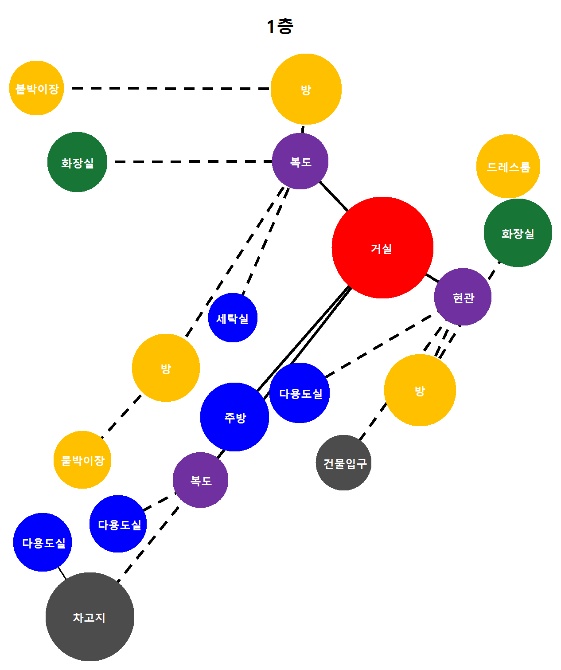 1층
붙박이장
방
화장실
복도
드레스룸
화장실
거실
현관
세탁실
방
다용도실
방
주방
붙박이장
건물입구
복도
다용도실
다용도실
차고지